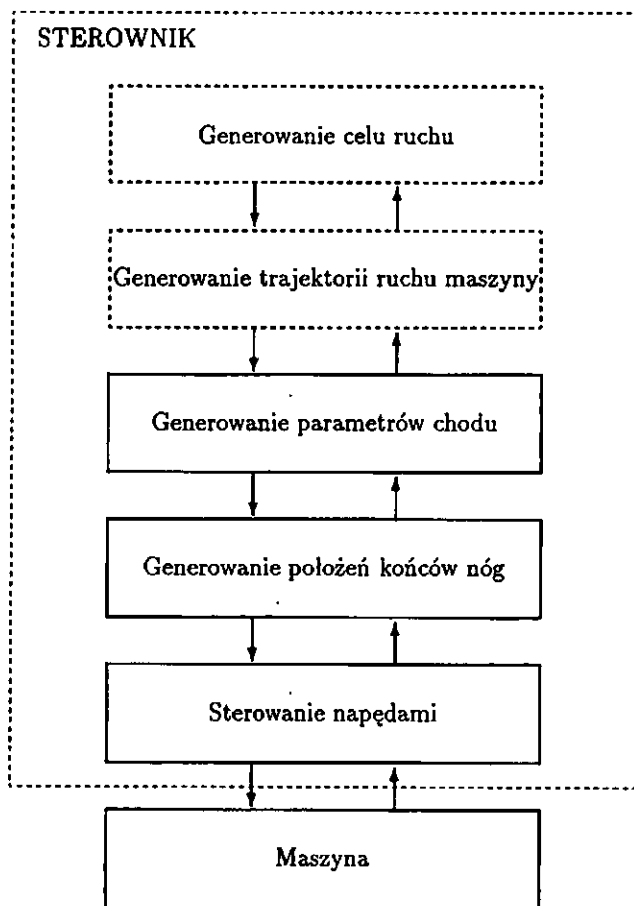 STEROWNIK
Generowanie celu ruchu
Generowanie trajektorii ruchu maszyny
Generowanie parametrów chodu
Generowanie położeń końców nóg
Sterowanie napędami
Maszyna